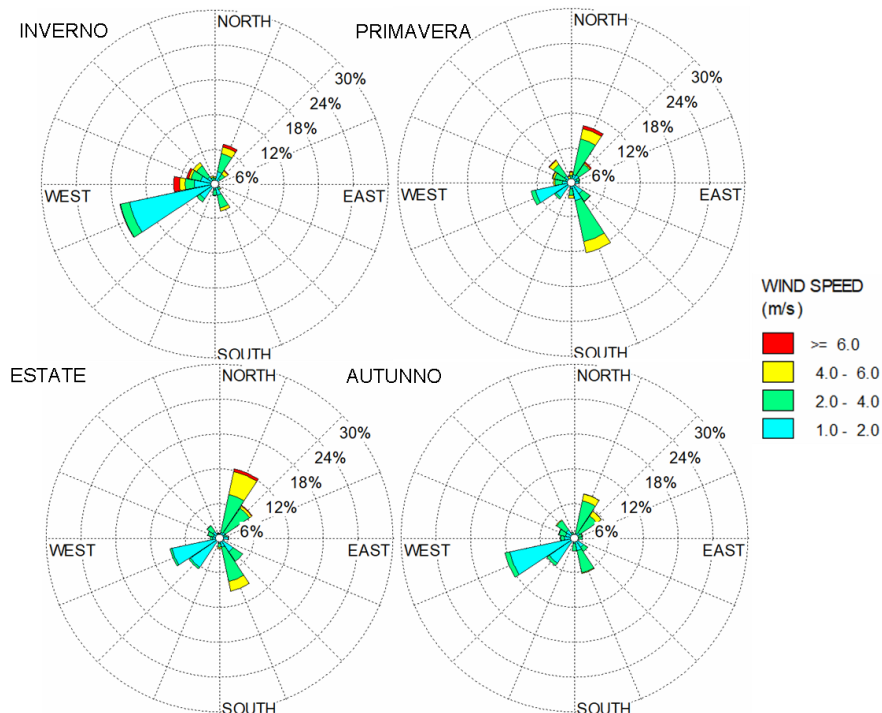 INVERNO
NORTH
30%
24%
18%
12%
6%
WEST
EAST
SOUTH
PRIMAVERA
NORTH
30%
24%
18%
12%
6%
WEST
EAST
SOUTH
ESTATE
NORTH
30%
24%
18%
12%
6%
WEST
EAST
SOUTH
AUTUNNO
NORTH
30%
24%
18%
12%
6%
WEST
EAST
SOUTH
WIND SPEED
(m/s)
>= 6.0
4.0 - 6.0
2.0 - 4.0
1.0 - 2.0